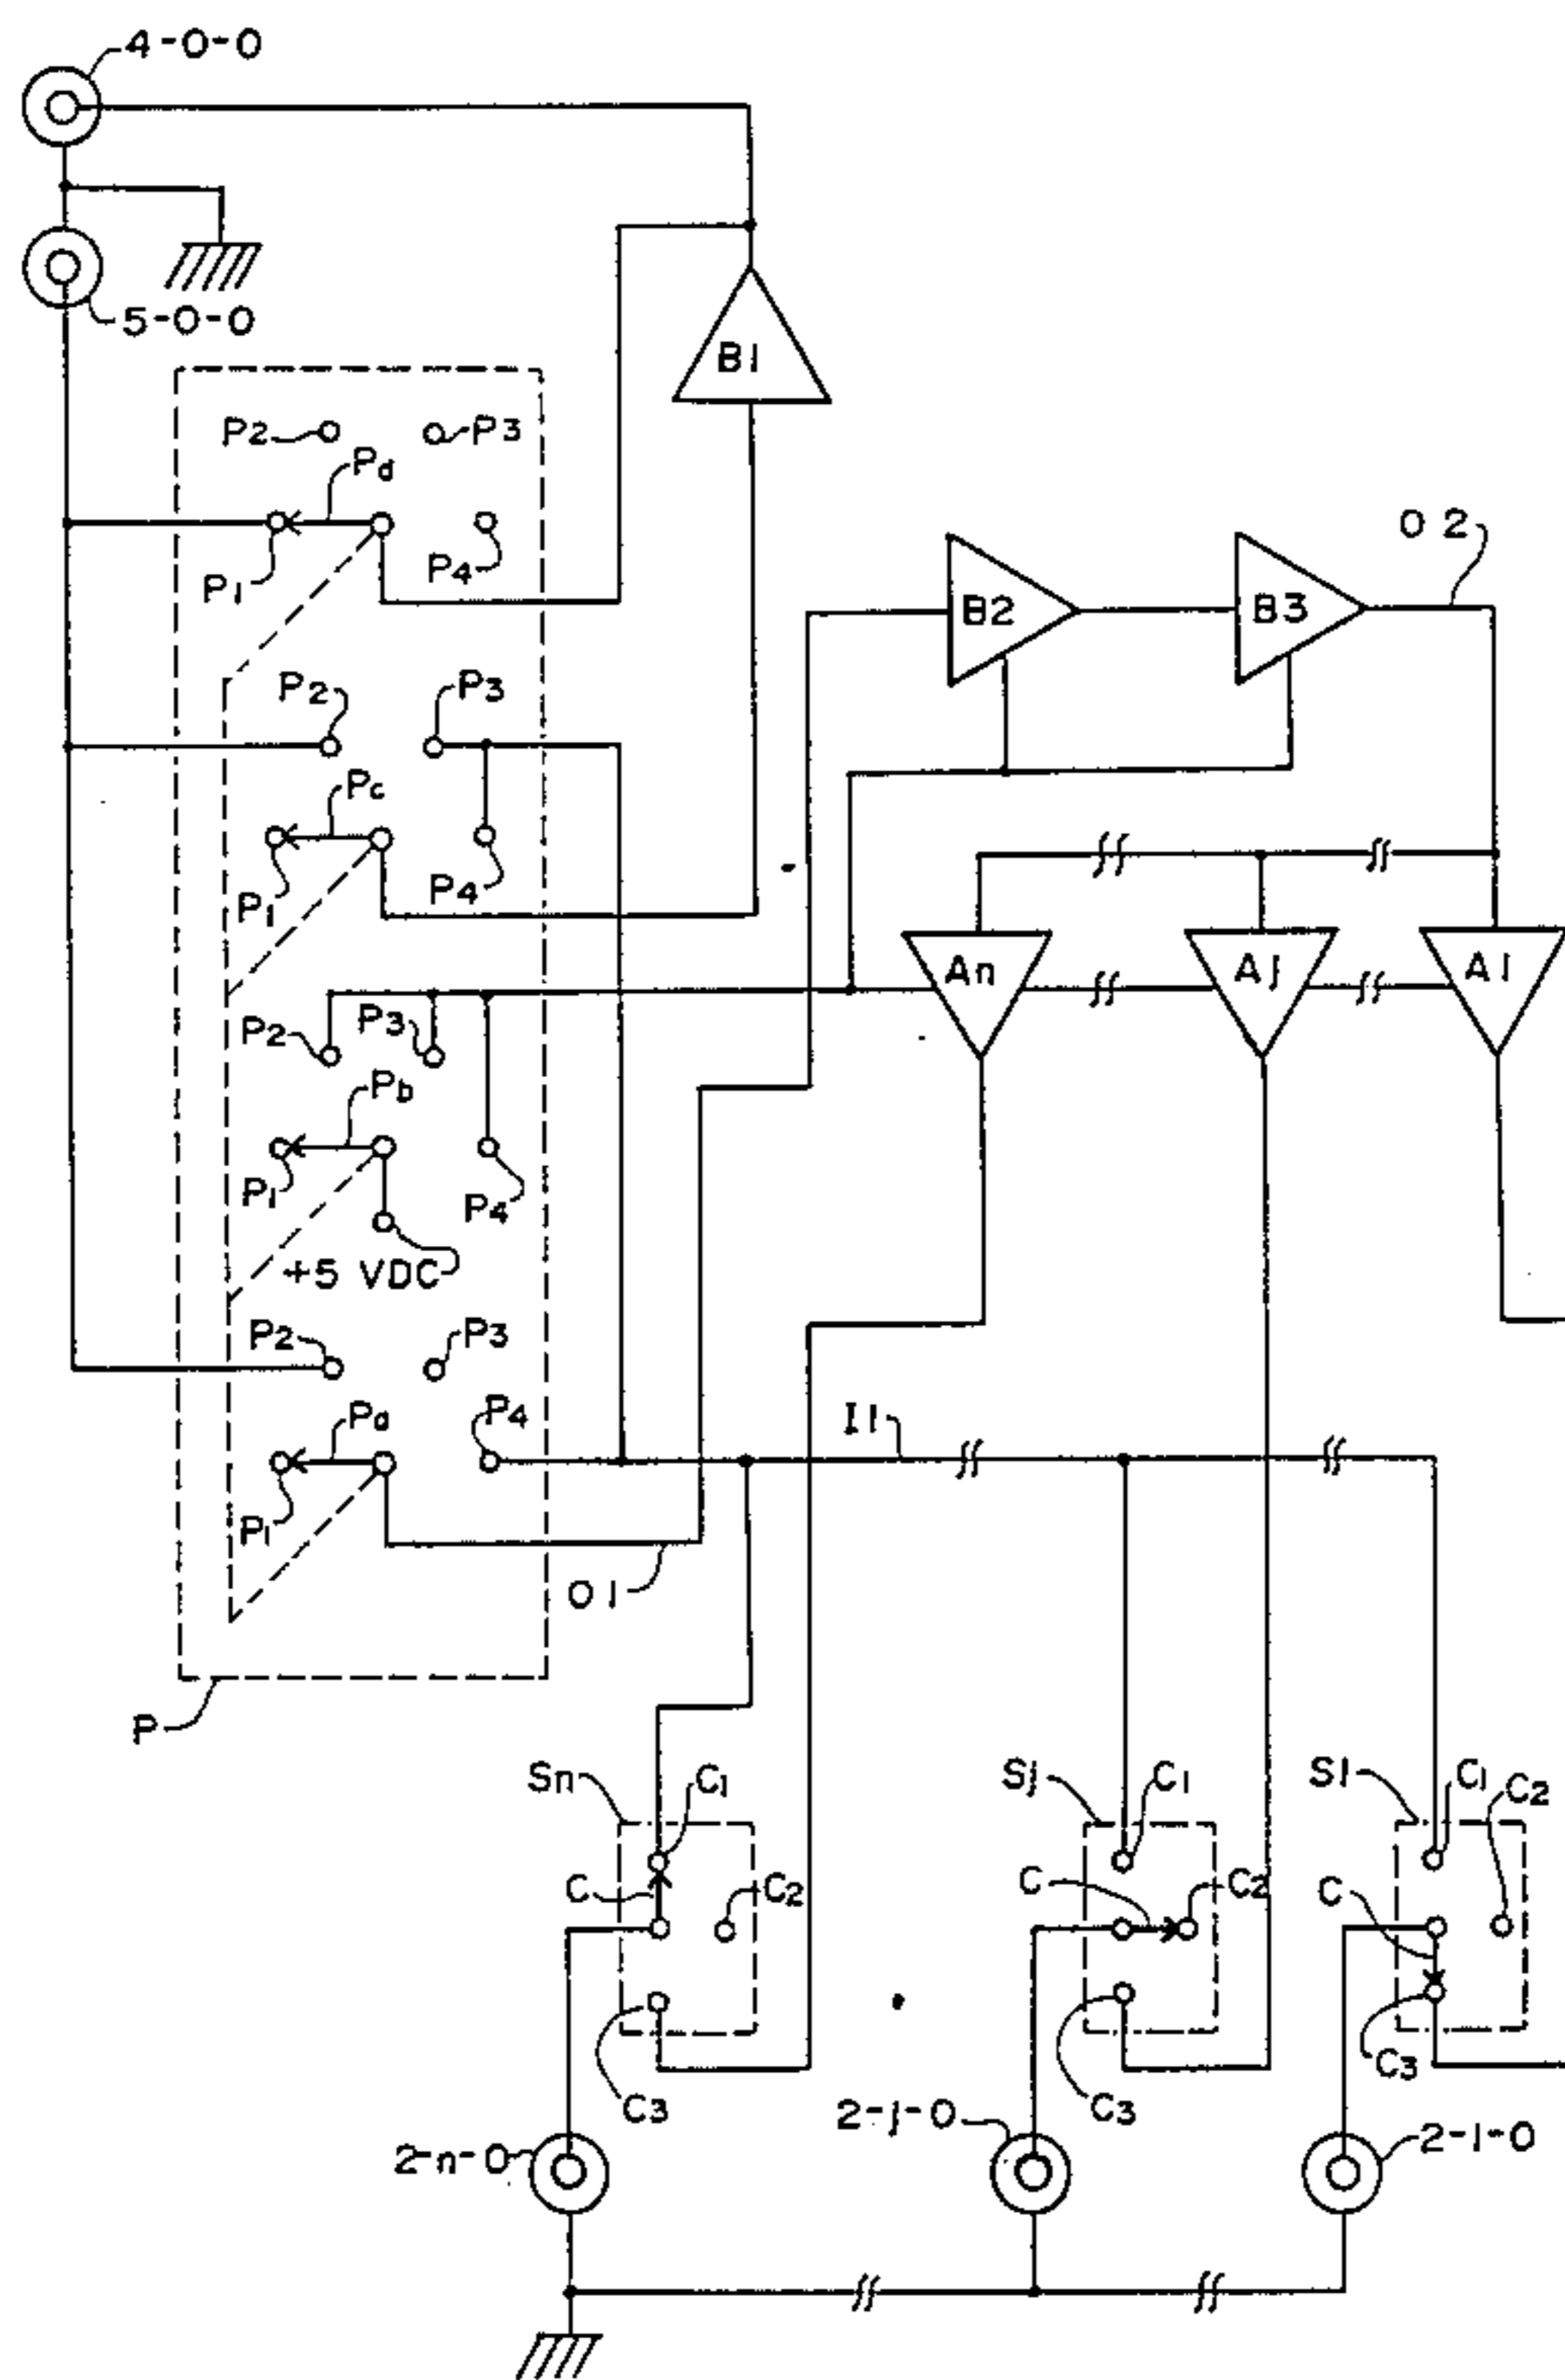 4-0-0
5-0-0
B1
P2
P3
Pd
P1
P4
O2
B2
B3
P2
P3
Pc
P1
P4
An
Aj
A1
P2
P3
Pb
P1
P4
+5 VDC
P2
P3
Pa
P4
I1
P1
O1
P
Sn
C1
Sj
C1
S1
C1
C2
C
C2
C
C2
C
C3
C3
C3
2-n-0
2-j-0
2-1-0